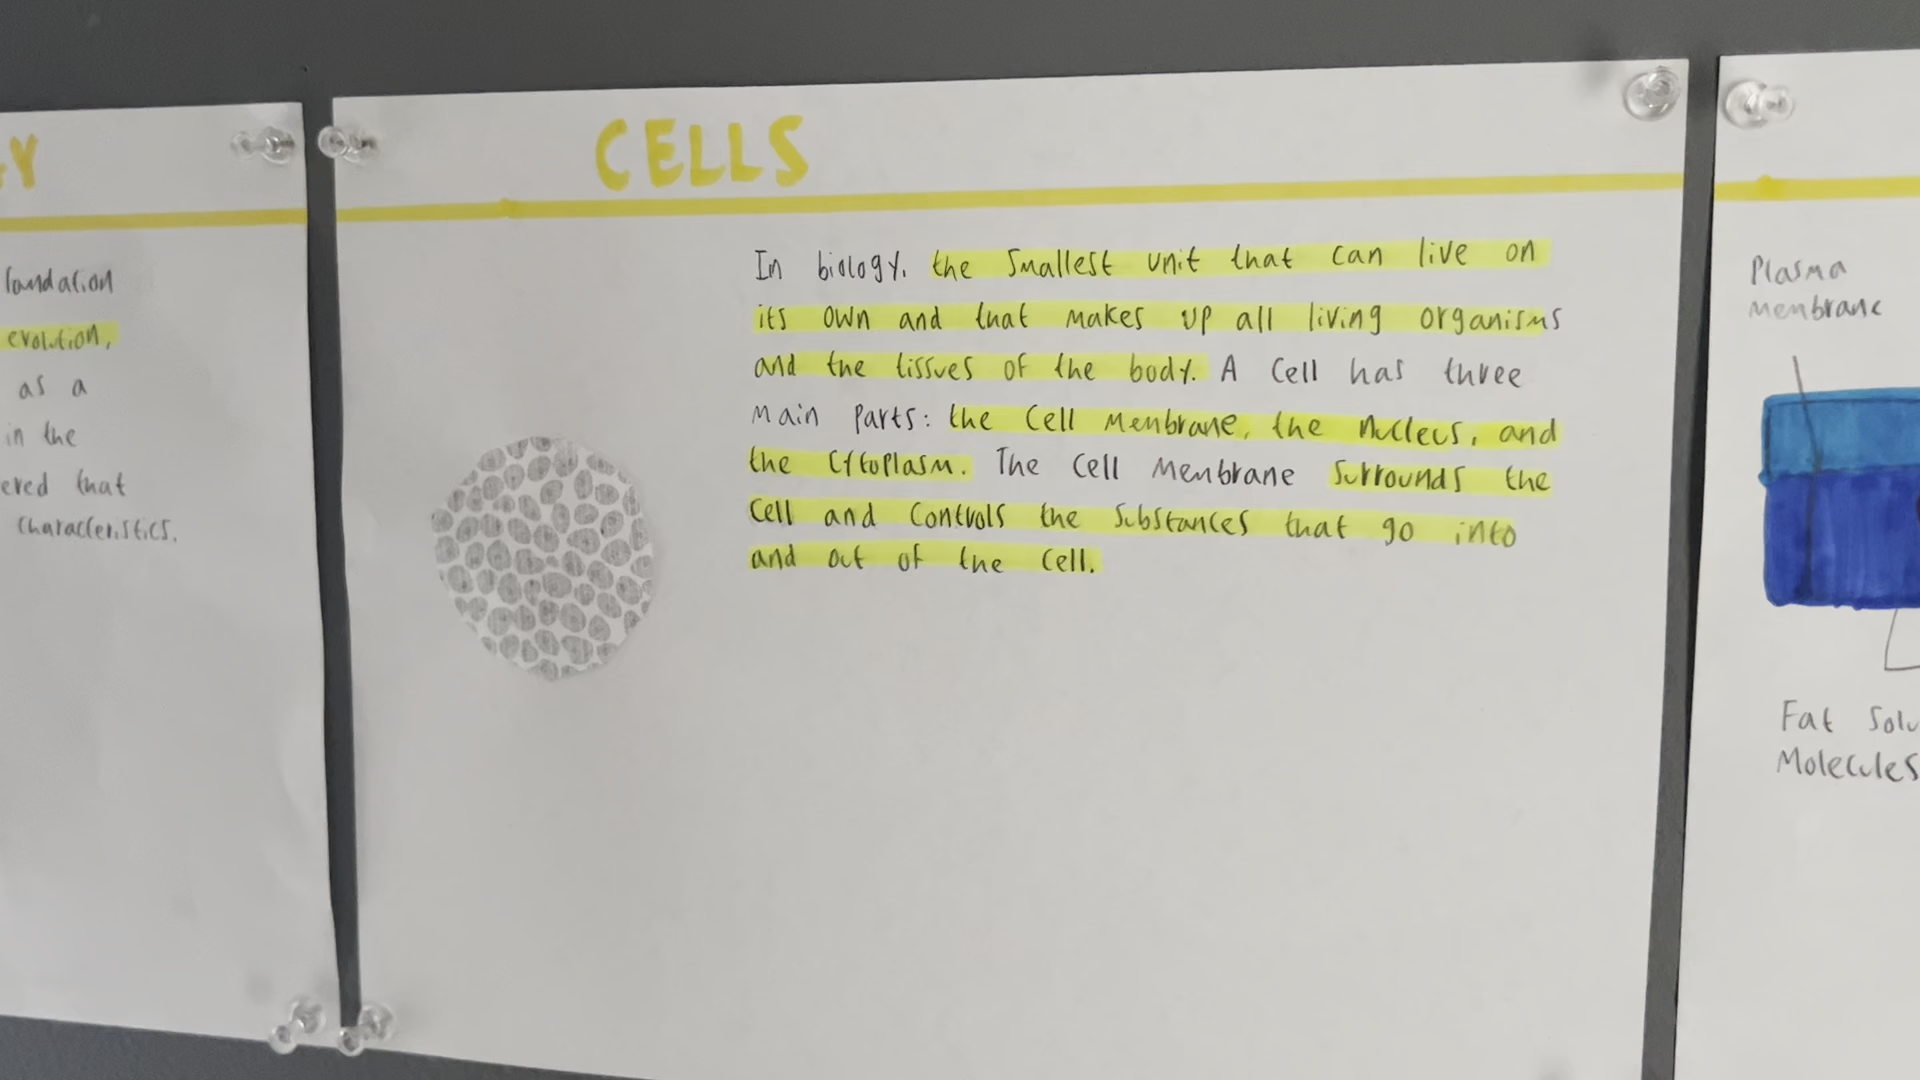 GY
foundation
evolution,
as a
in the
ered that
characteristics.
CELLS
In biology, the smallest unit that can live on
its own and that makes up all living organisms
and the tissues of the body. A cell has three
main parts: the cell membrane, the nucleus, and
the cytoplasm. The cell membrane surrounds the
cell and controls the substances that go into
and out of the cell.
Plasma
membrane
Fat Solu
Molecules